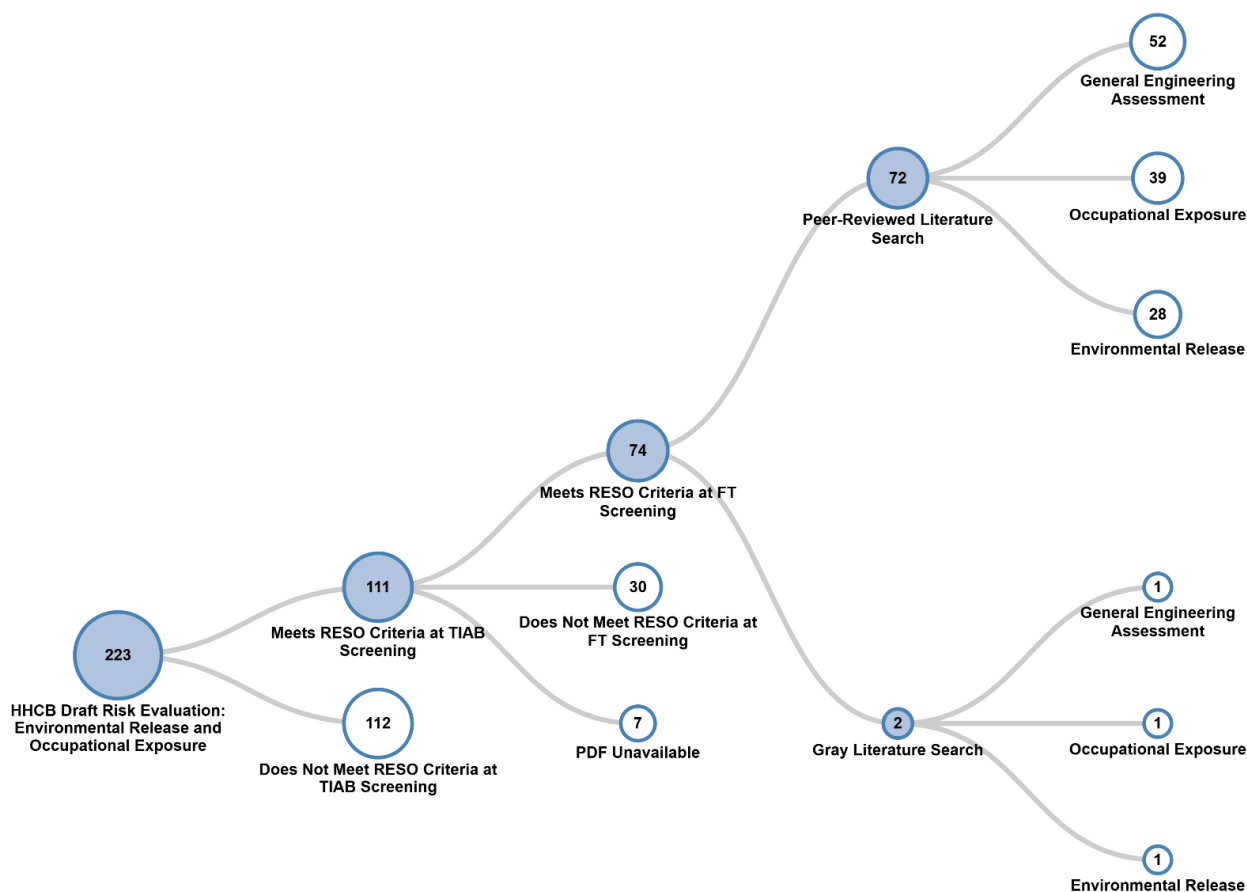 52
General Engineering
Assessment
72
Peer-Reviewed Literature
Search
39
Occupational Exposure
28
Environmental Release
74
Meets RESO Criteria at FT
Screening
111
Meets RESO Criteria at TIAB
Screening
30
Does Not Meet RESO Criteria at
FT Screening
1
General Engineering
Assessment
223
HHCB Draft Risk Evaluation:
Environmental Release and
Occupational Exposure
112
Does Not Meet RESO Criteria at
TIAB Screening
7
PDF Unavailable
2
Gray Literature Search
1
Occupational Exposure
1
Environmental Release